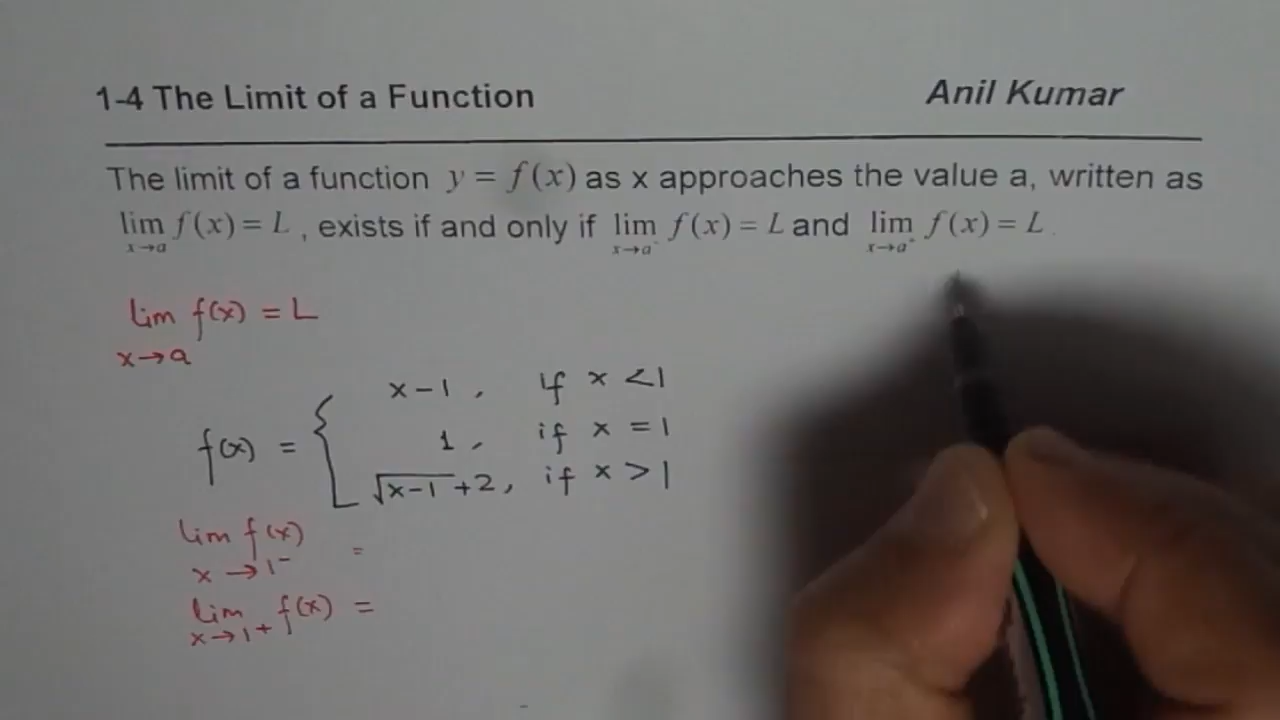 1-4 The Limit of a Function Anil Kumar
The limit of a function y = f(x) as x approaches the value a, written as
lim x→a f(x) = L , exists if and only if lim x→a⁻ f(x) = L and lim x→a⁺ f(x) = L .
lim x→a f(x) = L
f(x) = { x-1 , if x < 1
1 , if x = 1
√(x-1) + 2 , if x > 1
lim x→1⁻ f(x) =
lim x→1⁺ f(x) =